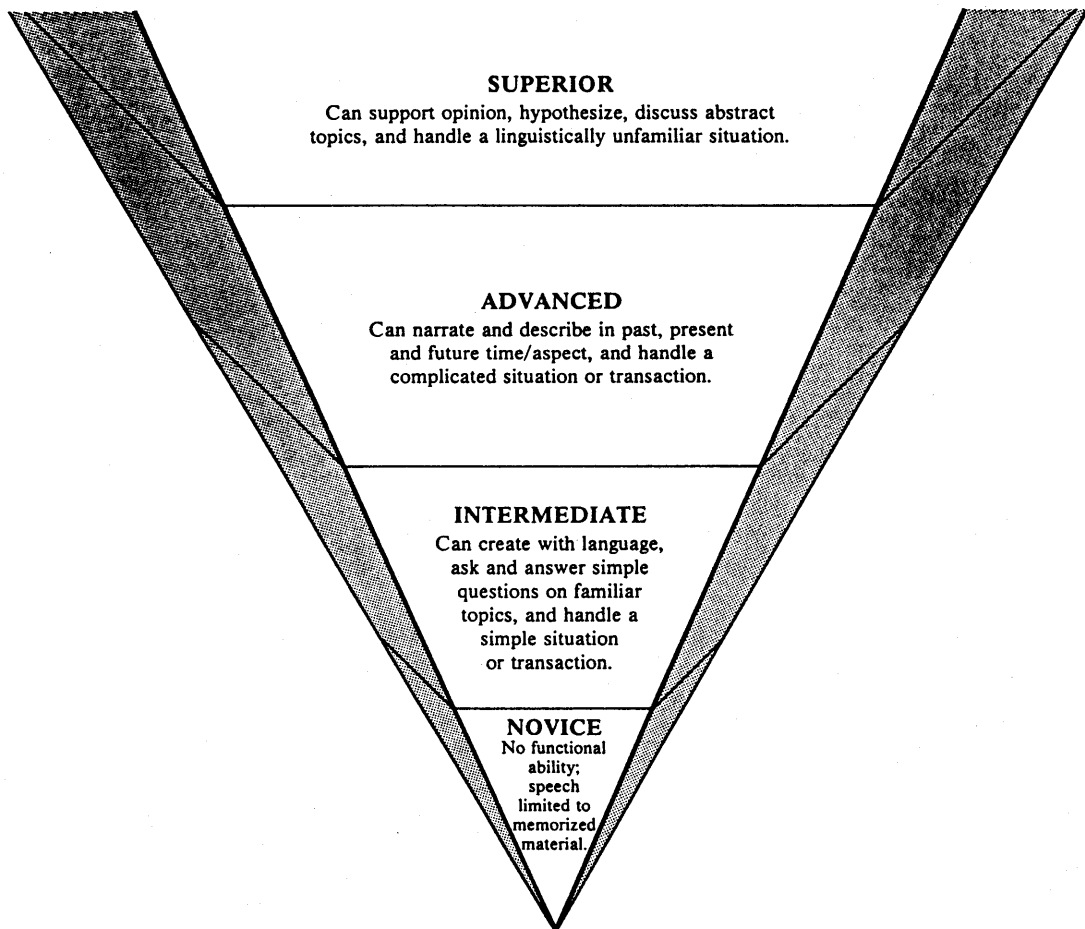 SUPERIOR
Can support opinion, hypothesize, discuss abstract
topics, and handle a linguistically unfamiliar situation.
ADVANCED
Can narrate and describe in past, present
and future time/aspect, and handle a
complicated situation or transaction.
INTERMEDIATE
Can create with language,
ask and answer simple
questions on familiar
topics, and handle a
simple situation
or transaction.
NOVICE
No functional
ability;
speech
limited to
memorized
material.